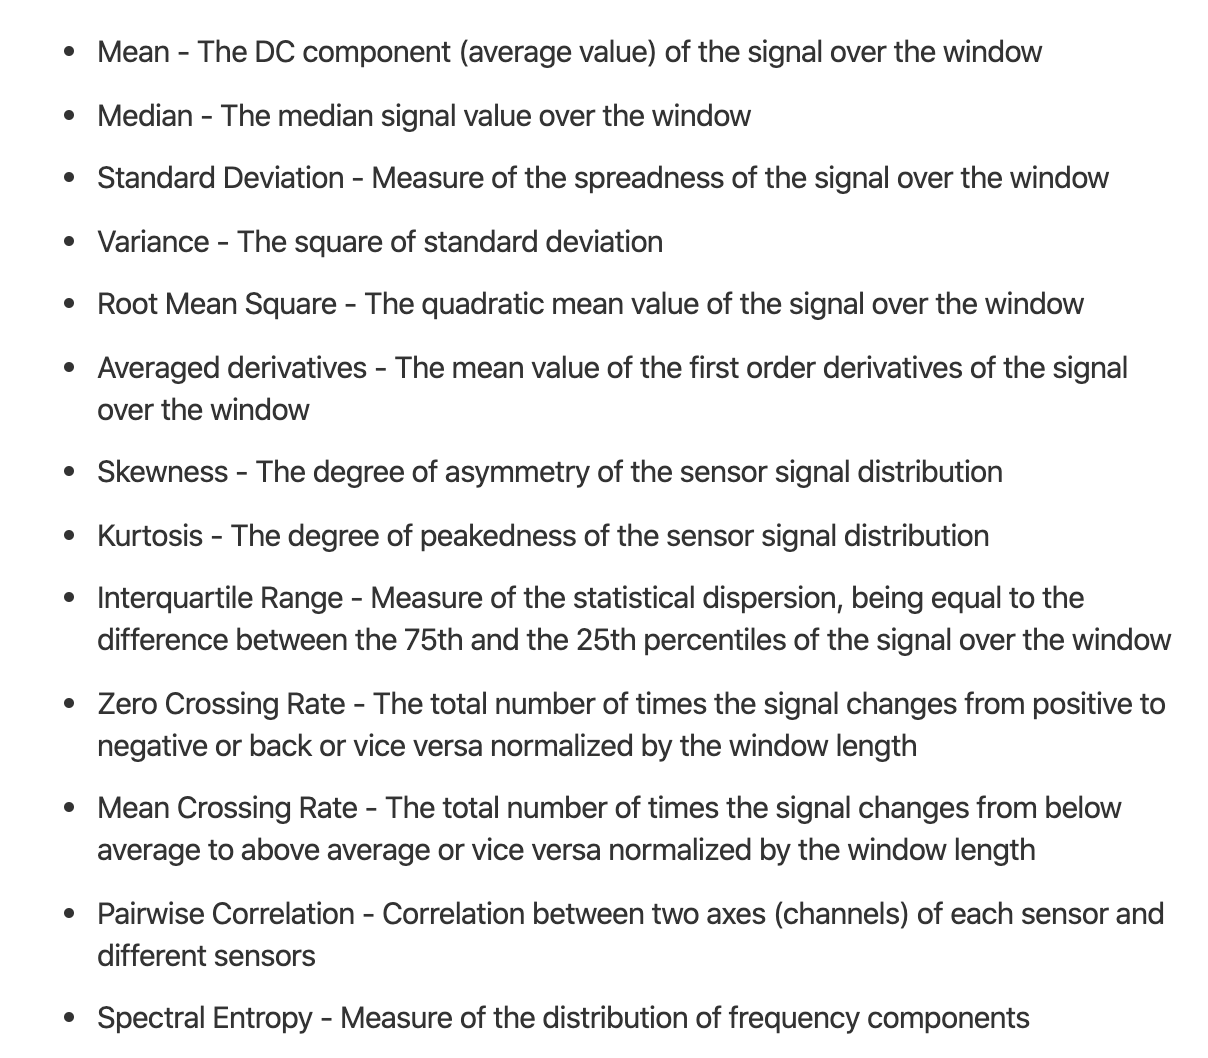 • Mean - The DC component (average value) of the signal over the window
• Median - The median signal value over the window
• Standard Deviation - Measure of the spreadness of the signal over the window
• Variance - The square of standard deviation
• Root Mean Square - The quadratic mean value of the signal over the window
• Averaged derivatives - The mean value of the first order derivatives of the signal
over the window
• Skewness - The degree of asymmetry of the sensor signal distribution
• Kurtosis - The degree of peakedness of the sensor signal distribution
• Interquartile Range - Measure of the statistical dispersion, being equal to the
difference between the 75th and the 25th percentiles of the signal over the window
• Zero Crossing Rate - The total number of times the signal changes from positive to
negative or back or vice versa normalized by the window length
• Mean Crossing Rate - The total number of times the signal changes from below
average to above average or vice versa normalized by the window length
• Pairwise Correlation - Correlation between two axes (channels) of each sensor and
different sensors
• Spectral Entropy - Measure of the distribution of frequency components